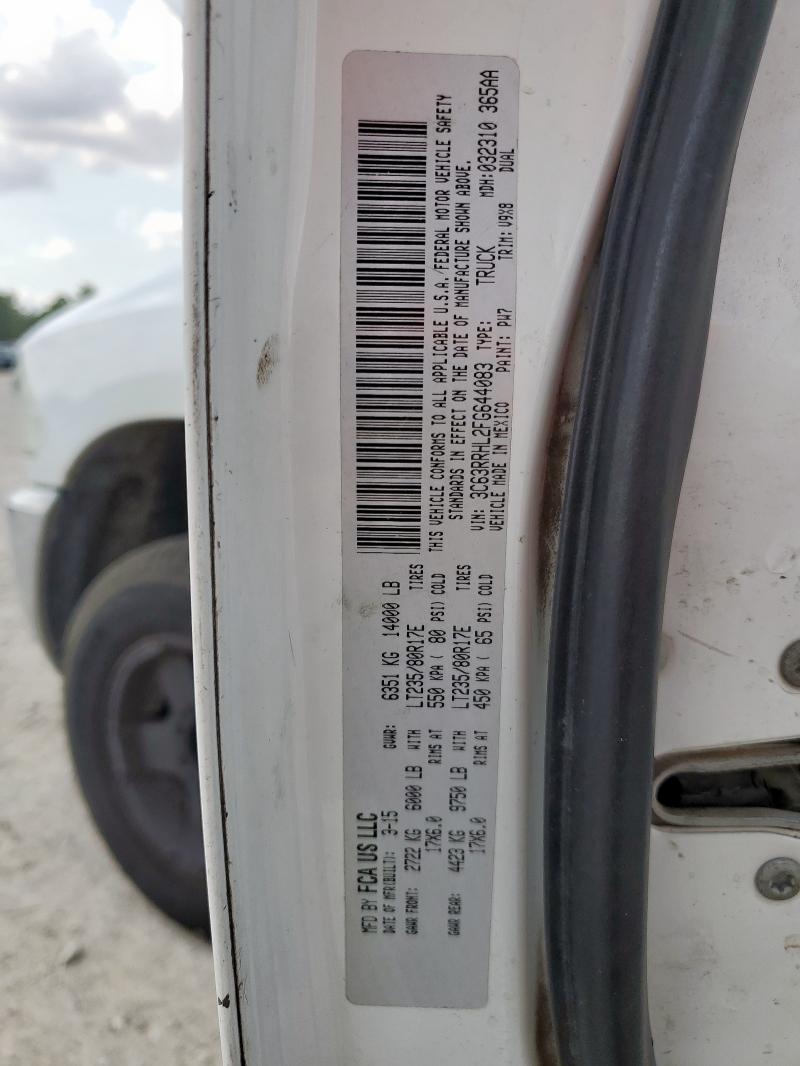 MFD BY FCA US LLC
DATE OF MFR(BUILT): 3-15 GVWR: 6351 KG 14000 LB
GAWR FRONT: 2722 KG 6000 LB WITH LT235/80R17E TIRES
17X6.0 RIMS AT 550 KPA ( 80 PSI) COLD
GAWR REAR: 4423 KG 9750 LB WITH LT235/80R17E TIRES
17X6.0 RIMS AT 450 KPA ( 65 PSI) COLD
THIS VEHICLE CONFORMS TO ALL APPLICABLE U.S.A./FEDERAL MOTOR VEHICLE SAFETY
STANDARDS IN EFFECT ON THE DATE OF MANUFACTURE SHOWN ABOVE.
VIN: 3C63RRHL2FG644083 TYPE: TRUCK MDH:032310 365AA
VEHICLE MADE IN MEXICO PAINT: PW7 TRIM: V9X8 DUAL